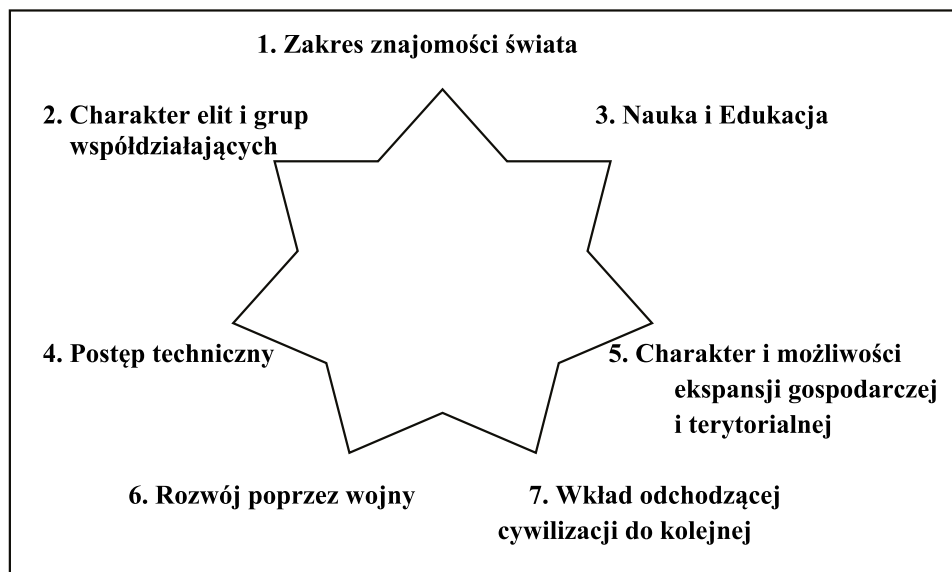 1. Zakres znajomości świata
2. Charakter elit i grup
współdziałających
3. Nauka i Edukacja
4. Postęp techniczny
5. Charakter i możliwości
ekspansji gospodarczej
i terytorialnej
6. Rozwój poprzez wojny
7. Wkład odchodzącej
cywilizacji do kolejnej